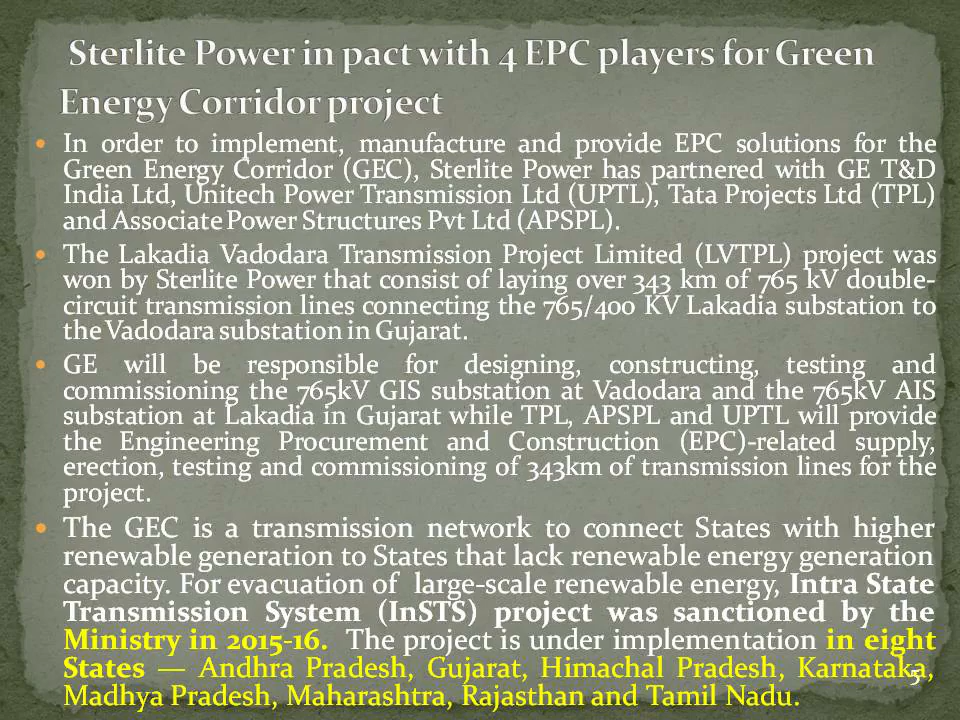 Sterlite Power in pact with 4 EPC players for Green
Energy Corridor project
• In order to implement, manufacture and provide EPC solutions for the
Green Energy Corridor (GEC), Sterlite Power has partnered with GE T&D
India Ltd, Unitech Power Transmission Ltd (UPTL), Tata Projects Ltd (TPL)
and Associate Power Structures Pvt Ltd (APSPL).
• The Lakadia Vadodara Transmission Project Limited (LVTPL) project was
won by Sterlite Power that consist of laying over 343 km of 765 kV double-
circuit transmission lines connecting the 765/400 KV Lakadia substation to
the Vadodara substation in Gujarat.
• GE will be responsible for designing, constructing, testing and
commissioning the 765kV GIS substation at Vadodara and the 765kV AIS
substation at Lakadia in Gujarat while TPL, APSPL and UPTL will provide
the Engineering Procurement and Construction (EPC)-related supply,
erection, testing and commissioning of 343km of transmission lines for the
project.
• The GEC is a transmission network to connect States with higher
renewable generation to States that lack renewable energy generation
capacity. For evacuation of large-scale renewable energy, Intra State
Transmission System (InSTS) project was sanctioned by the
Ministry in 2015-16. The project is under implementation in eight
States — Andhra Pradesh, Gujarat, Himachal Pradesh, Karnataka,
Madhya Pradesh, Maharashtra, Rajasthan and Tamil Nadu.
5